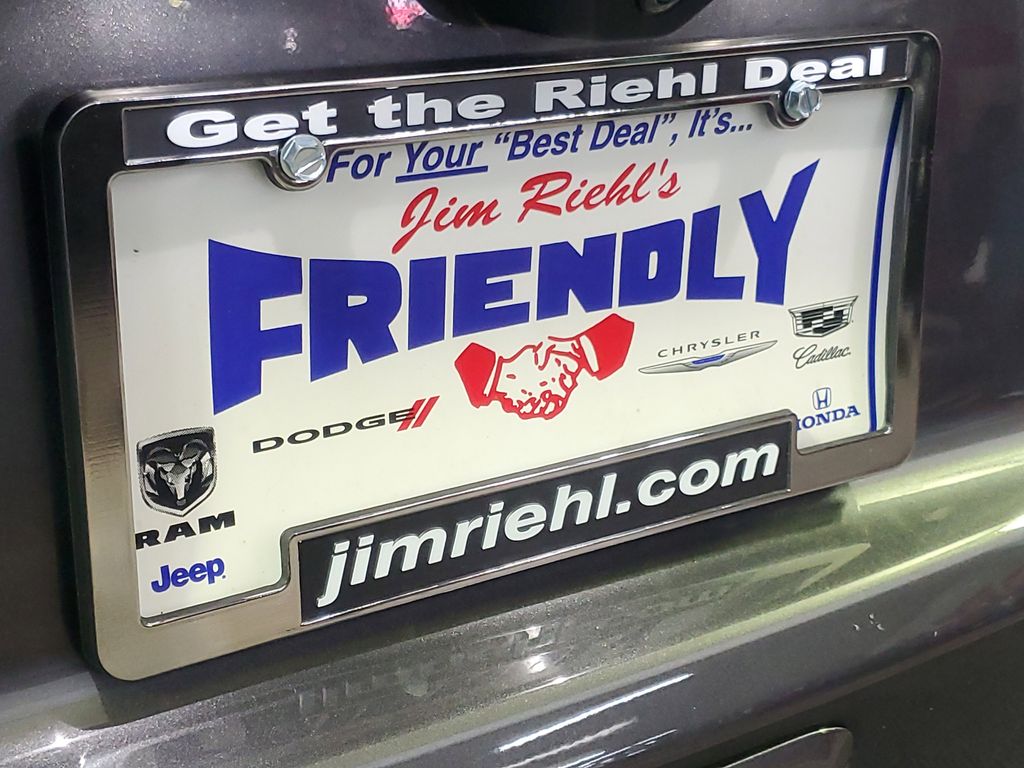 Get the Riehl Deal
For Your "Best Deal", It's...
Jim Riehl's
FRIENDLY
CHRYSLER
Cadillac
DODGE
HONDA
RAM
Jeep
jimriehl.com